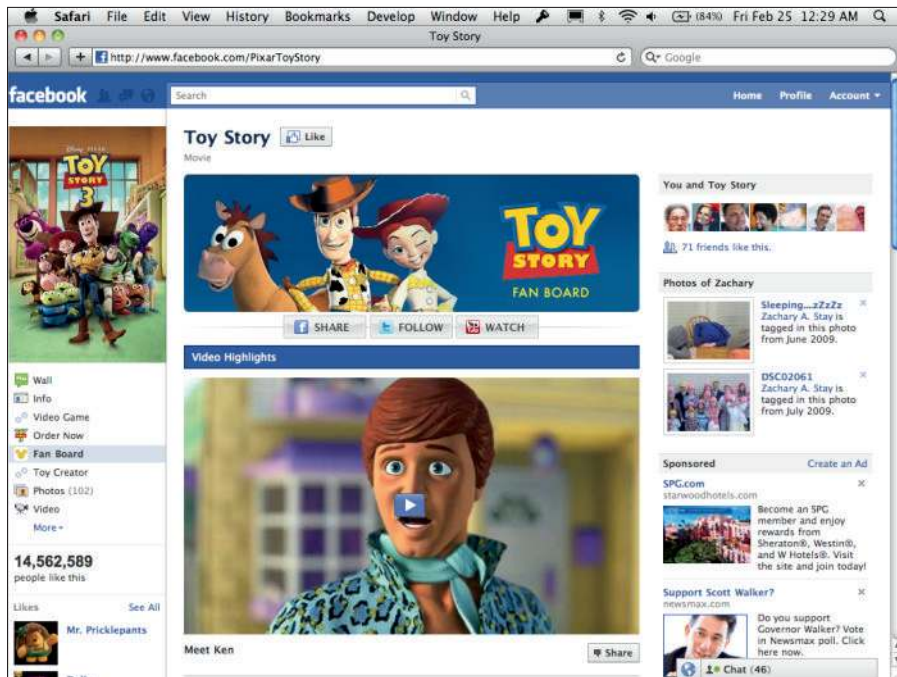 Safari File Edit View History Bookmarks Develop Window Help (84%) Fri Feb 25 12:29 AM
Toy Story
http://www.facebook.com/PixarToyStory
Google
facebook
Search
Home Profile Account
DISNEY · PIXAR
TOY
STORY
3
Wall
Info
Video Game
Order Now
Fan Board
Toy Creator
Photos (102)
Video
More
14,562,589
people like this
Likes See All
Mr. Pricklepants
Toy Story Like
Movie
TOY
STORY
FAN BOARD
SHARE FOLLOW WATCH
Video Highlights
Meet Ken Share
You and Toy Story
71 friends like this.
Photos of Zachary
Sleeping...zZzZz
Zachary A. Stay is
tagged in this photo
from June 2009.
DSC02061
Zachary A. Stay is
tagged in this photo
from July 2009.
Sponsored Create an Ad
SPG.com
starwoodhotels.com
Become an SPG
member and enjoy
rewards from
Sheraton®, Westin®,
and W Hotels®. Visit
the site and join today!
Support Scott Walker?
newsmax.com
Do you support
Governor Walker? Vote
in Newsmax poll. Click
here now.
Chat (46)